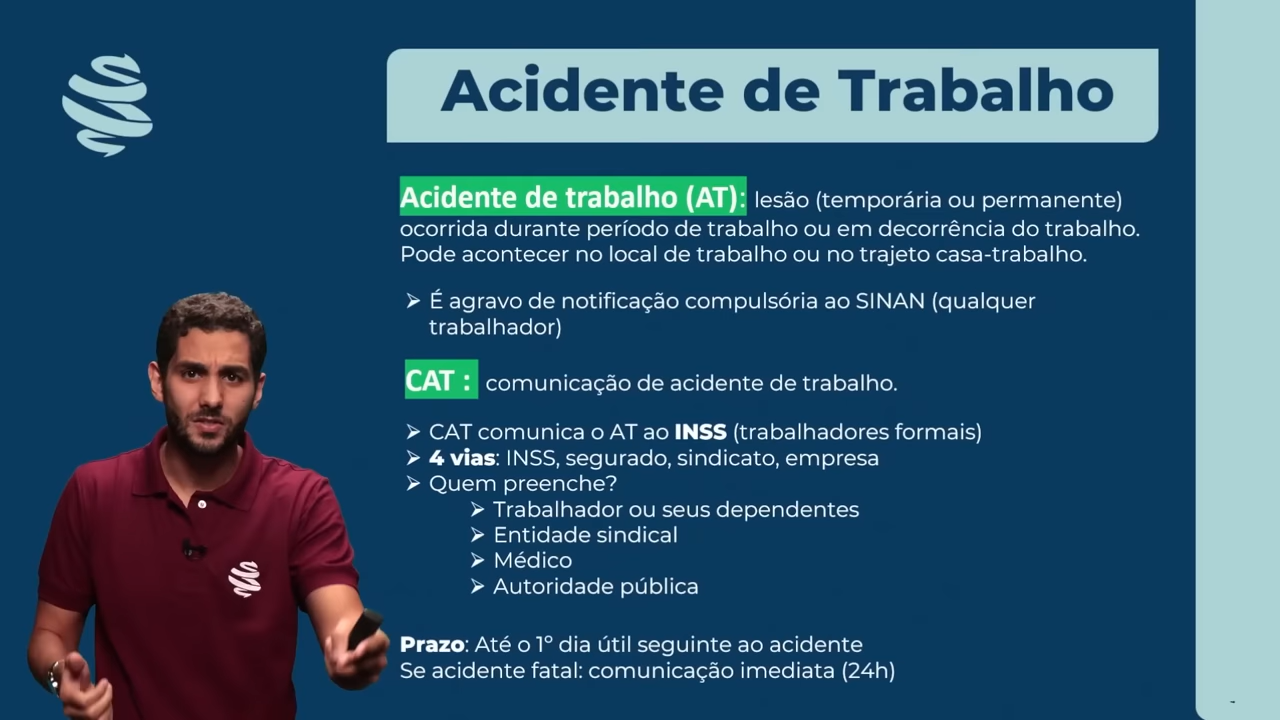 Acidente de Trabalho
Acidente de trabalho (AT): lesão (temporária ou permanente)
ocorrida durante período de trabalho ou em decorrência do trabalho.
Pode acontecer no local de trabalho ou no trajeto casa-trabalho.
➤ É agravo de notificação compulsória ao SINAN (qualquer
trabalhador)
CAT : comunicação de acidente de trabalho.
➤ CAT comunica o AT ao INSS (trabalhadores formais)
➤ 4 vias: INSS, segurado, sindicato, empresa
➤ Quem preenche?
➤ Trabalhador ou seus dependentes
➤ Entidade sindical
➤ Médico
➤ Autoridade pública
Prazo: Até o 1º dia útil seguinte ao acidente
Se acidente fatal: comunicação imediata (24h)